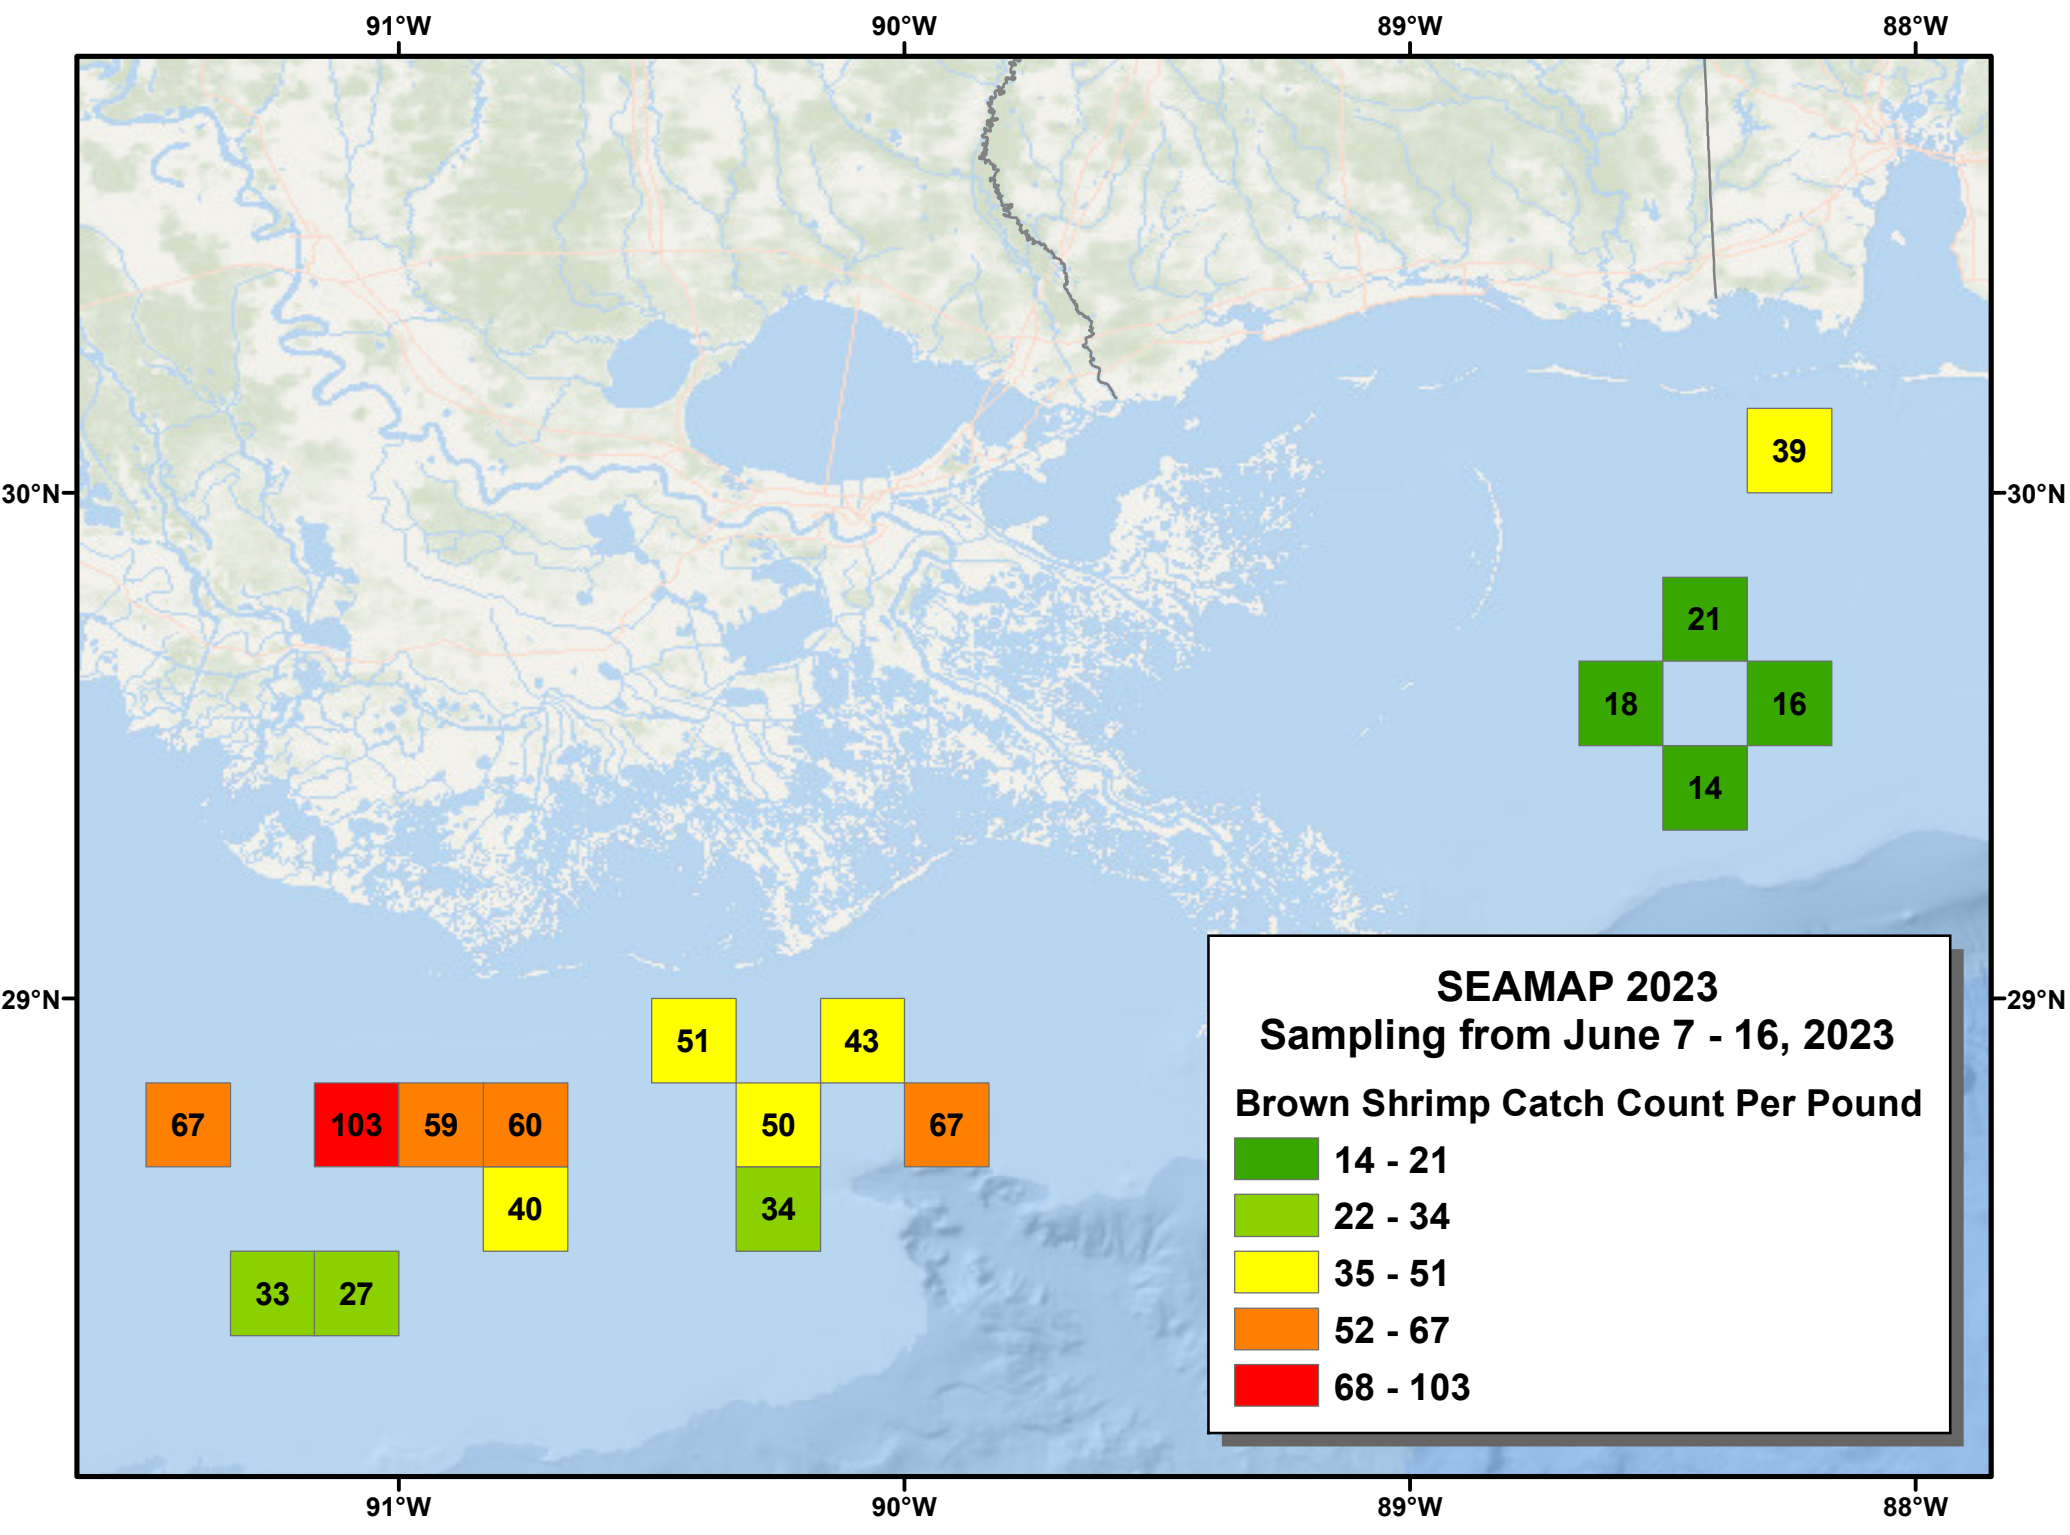 91°W 90°W 89°W 88°W
39
30°N 30°N
21
18 16
14
29°N 29°N
51 43
67 103 59 60 50 67
40 34
33 27
SEAMAP 2023
Sampling from June 7 - 16, 2023
Brown Shrimp Catch Count Per Pound
14 - 21
22 - 34
35 - 51
52 - 67
68 - 103
91°W 90°W 89°W 88°W